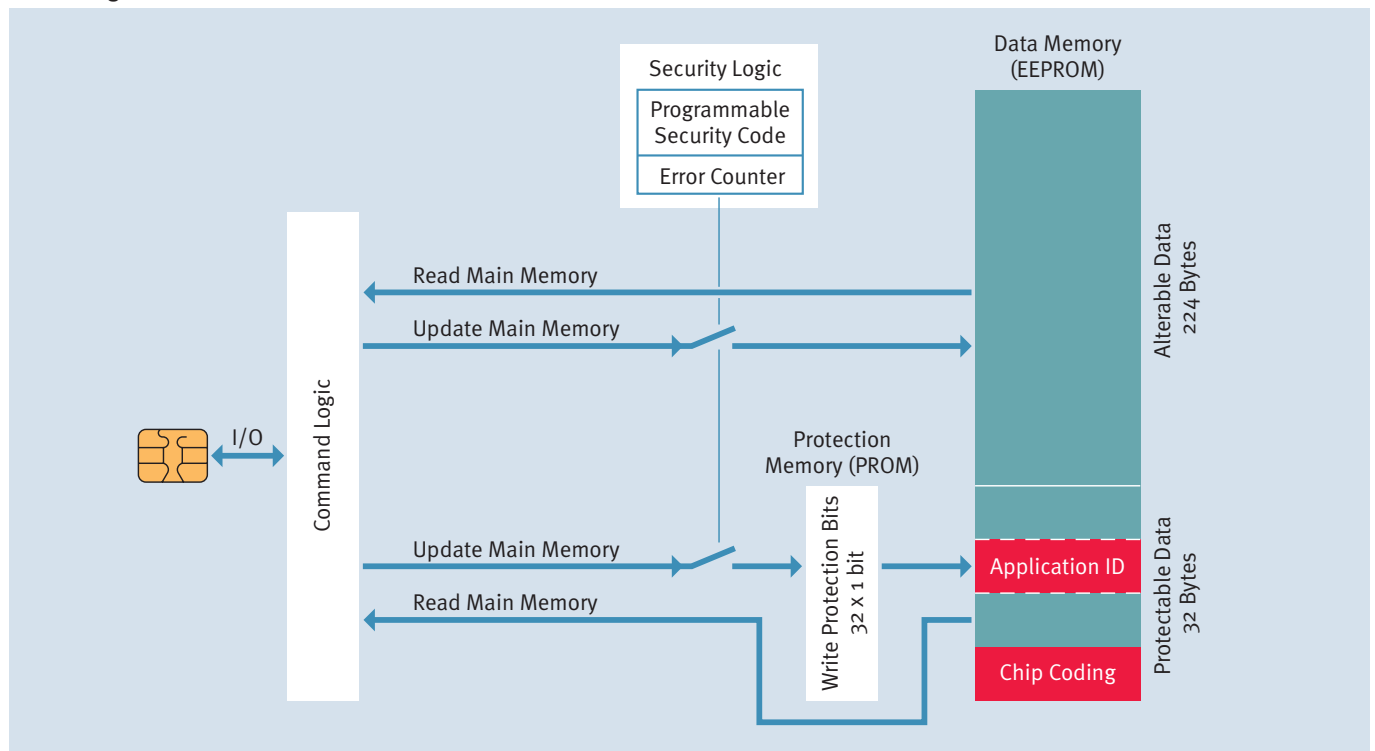 Security Logic
Programmable
Security Code
Error Counter
Data Memory
(EEPROM)
Read Main Memory
Update Main Memory
Alterable Data
224 Bytes
I/O
Command Logic
Protection
Memory (PROM)
Write Protection Bits
32 x 1 bit
Update Main Memory
Read Main Memory
Application ID
Chip Coding
Protectable Data
32 Bytes